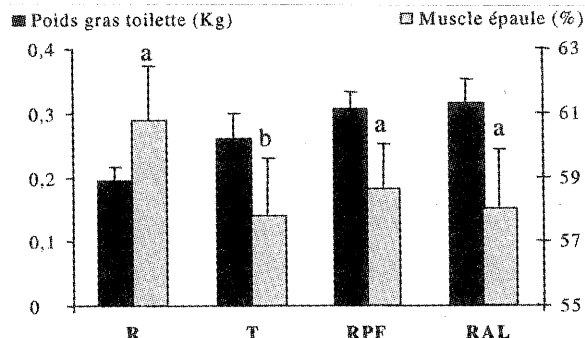 Poids gras toilette (Kg) Muscle épaule (%)
0,4 63
a
0,3 61
b a a
0,2 59
0,1 57
0 55
R T RPF RAL